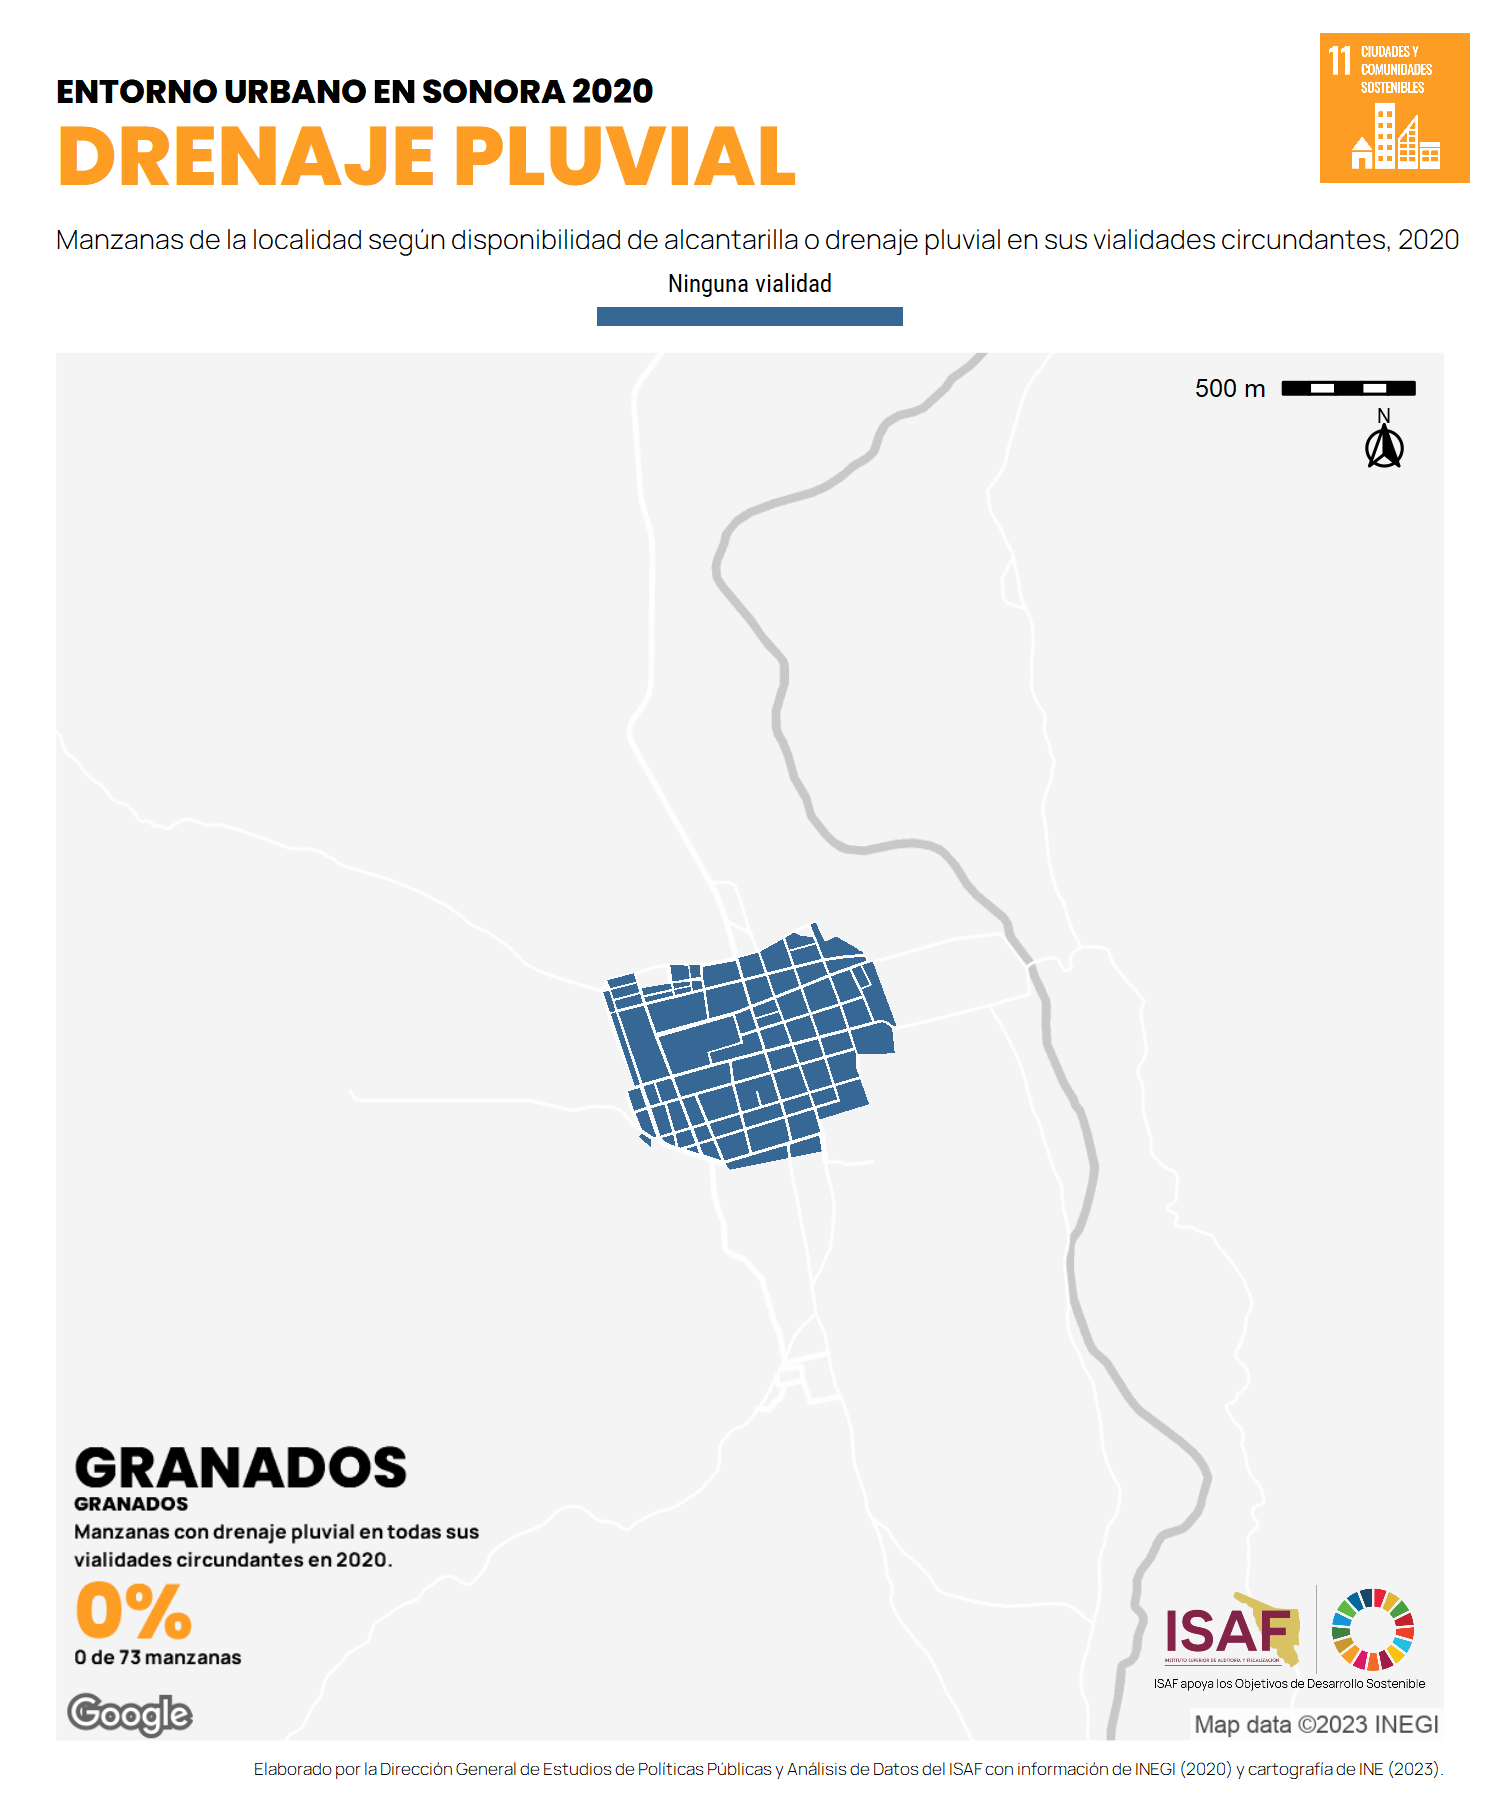 ENTORNO URBANO EN SONORA 2020
DRENAJE PLUVIAL
11 CIUDADES Y
COMUNIDADES
SOSTENIBLES
Manzanas de la localidad según disponibilidad de alcantarilla o drenaje pluvial en sus vialidades circundantes, 2020
Ninguna vialidad
500 m
N
GRANADOS
GRANADOS
Manzanas con drenaje pluvial en todas sus
vialidades circundantes en 2020.
0%
0 de 73 manzanas
Google
ISAF
INSTITUTO SUPERIOR DE AUDITORÍA Y FISCALIZACIÓN
ISAF apoya los Objetivos de Desarrollo Sostenible
Map data ©2023 INEGI
Elaborado por la Dirección General de Estudios de Políticas Públicas y Análisis de Datos del ISAF con información de INEGI (2020) y cartografía de INE (2023).